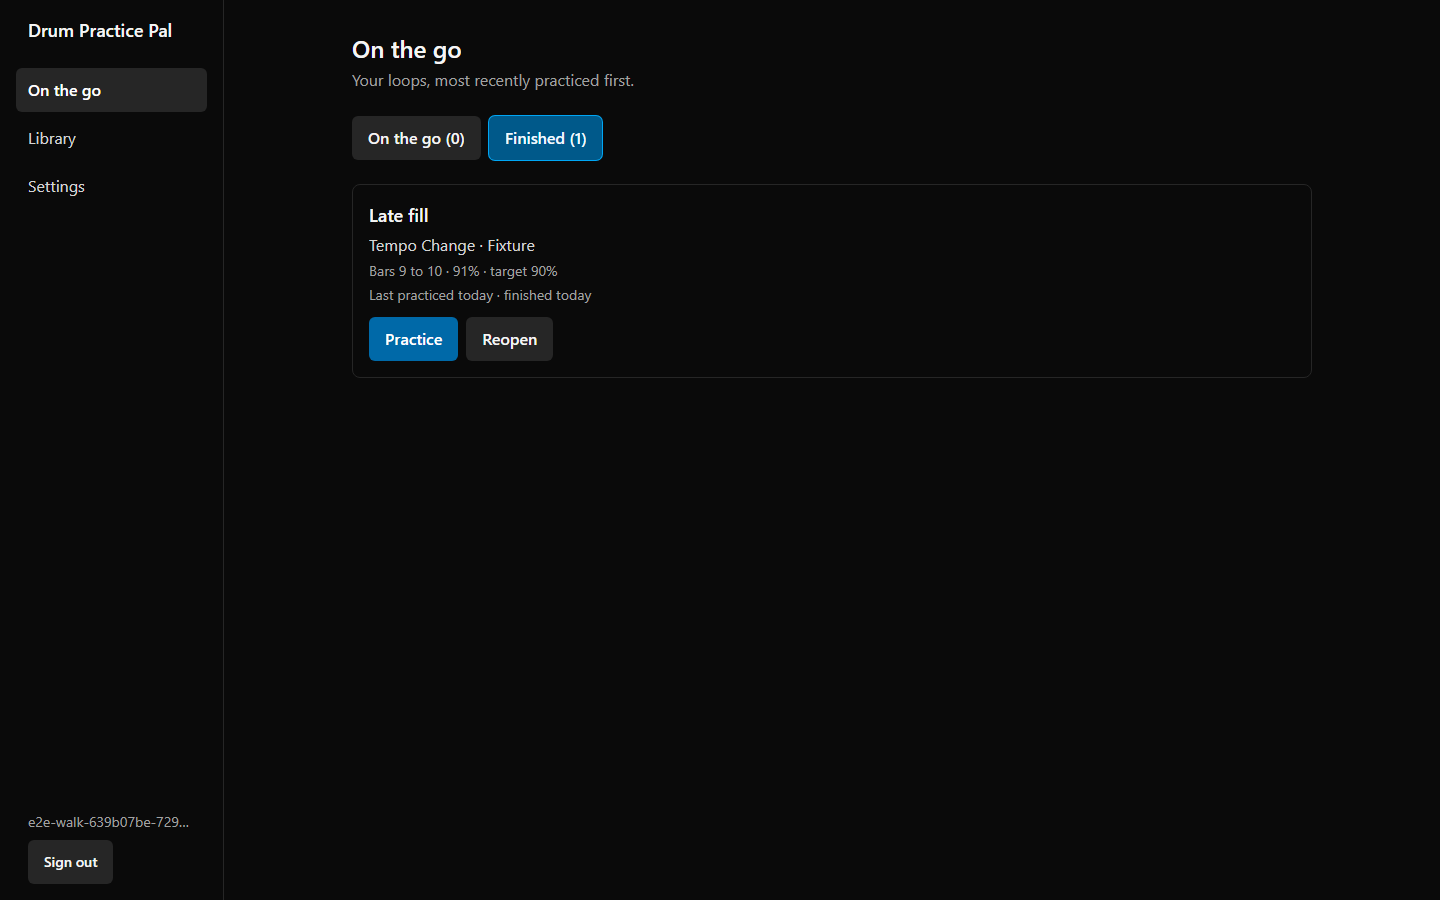 Drum Practice Pal
On the go
Library
Settings
e2e-walk-639b07be-729...
Sign out
On the go
Your loops, most recently practiced first.
On the go (0)
Finished (1)
Late fill
Tempo Change · Fixture
Bars 9 to 10 · 91% · target 90%
Last practiced today · finished today
Practice
Reopen